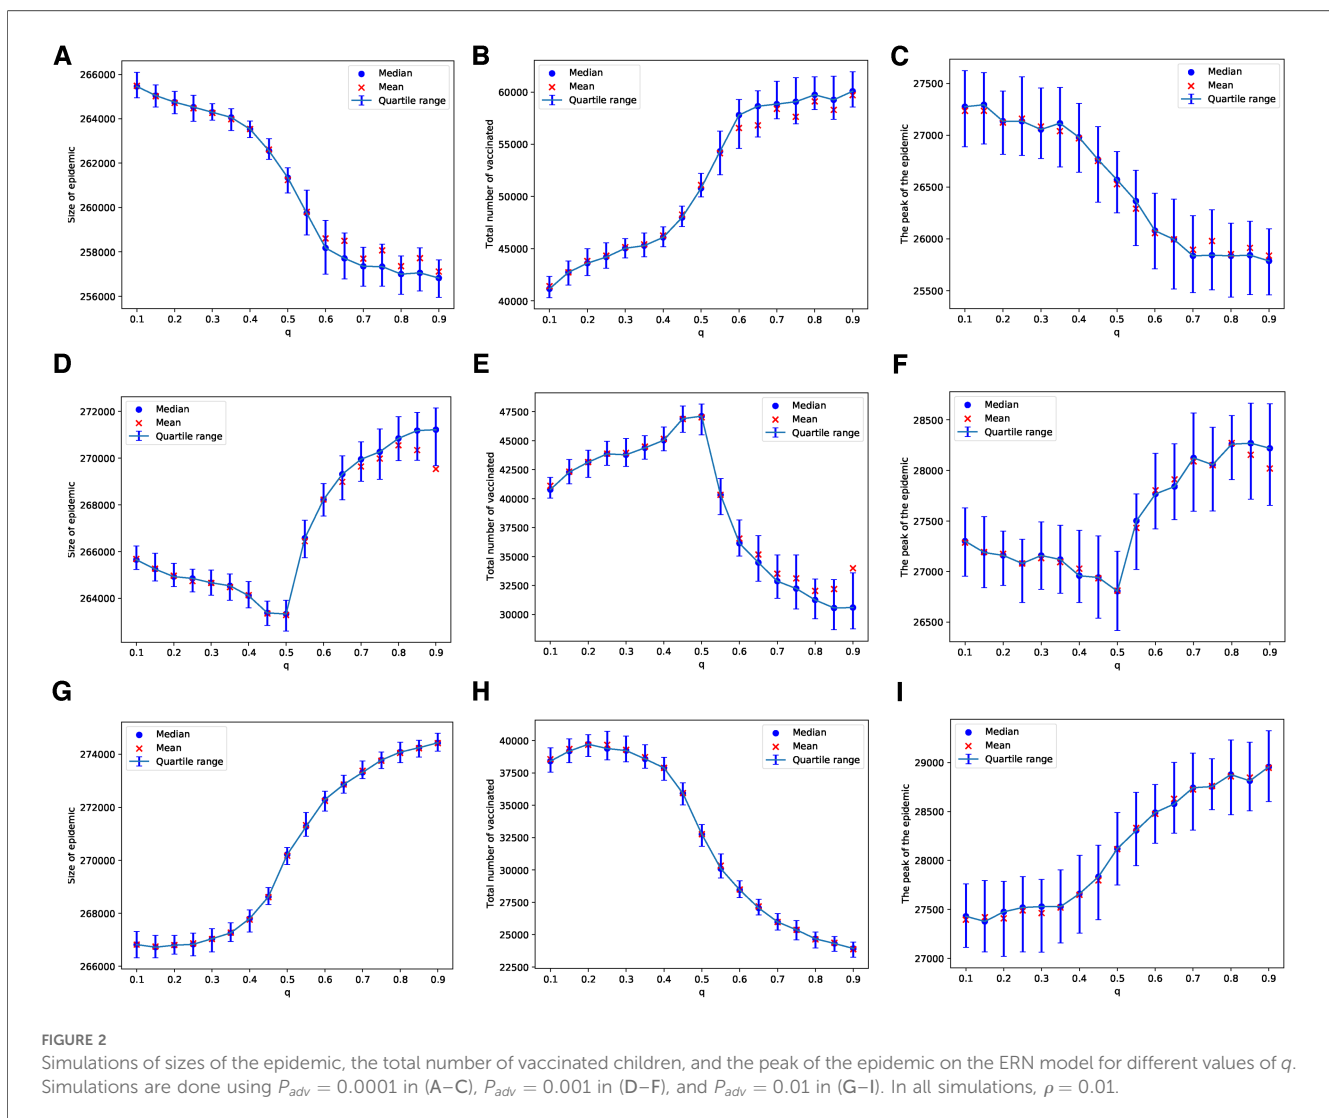 A
266000
264000
262000
260000
258000
256000
Size of epidemic
Median
Mean
Quartile range
0.1 0.2 0.3 0.4 0.5 0.6 0.7 0.8 0.9
q
B
60000
55000
50000
45000
40000
Total number of vaccinated
Median
Mean
Quartile range
0.1 0.2 0.3 0.4 0.5 0.6 0.7 0.8 0.9
q
C
27500
27000
26500
26000
25500
The peak of the epidemic
Median
Mean
Quartile range
0.1 0.2 0.3 0.4 0.5 0.6 0.7 0.8 0.9
q
D
272000
270000
268000
266000
264000
Size of epidemic
Median
Mean
Quartile range
0.1 0.2 0.3 0.4 0.5 0.6 0.7 0.8 0.9
q
E
47500
45000
42500
40000
37500
35000
32500
30000
Total number of vaccinated
Median
Mean
Quartile range
0.1 0.2 0.3 0.4 0.5 0.6 0.7 0.8 0.9
q
F
28500
28000
27500
27000
26500
The peak of the epidemic
Median
Mean
Quartile range
0.1 0.2 0.3 0.4 0.5 0.6 0.7 0.8 0.9
q
G
274000
272000
270000
268000
266000
Size of epidemic
Median
Mean
Quartile range
0.1 0.2 0.3 0.4 0.5 0.6 0.7 0.8 0.9
q
H
40000
37500
35000
32500
30000
27500
25000
22500
Total number of vaccinated
Median
Mean
Quartile range
0.1 0.2 0.3 0.4 0.5 0.6 0.7 0.8 0.9
q
I
29000
28500
28000
27500
27000
The peak of the epidemic
Median
Mean
Quartile range
0.1 0.2 0.3 0.4 0.5 0.6 0.7 0.8 0.9
q
FIGURE 2
Simulations of sizes of the epidemic, the total number of vaccinated children, and the peak of the epidemic on the ERN model for different values of q.
Simulations are done using P_adv = 0.0001 in (A–C), P_adv = 0.001 in (D–F), and P_adv = 0.01 in (G–I). In all simulations, ρ = 0.01.